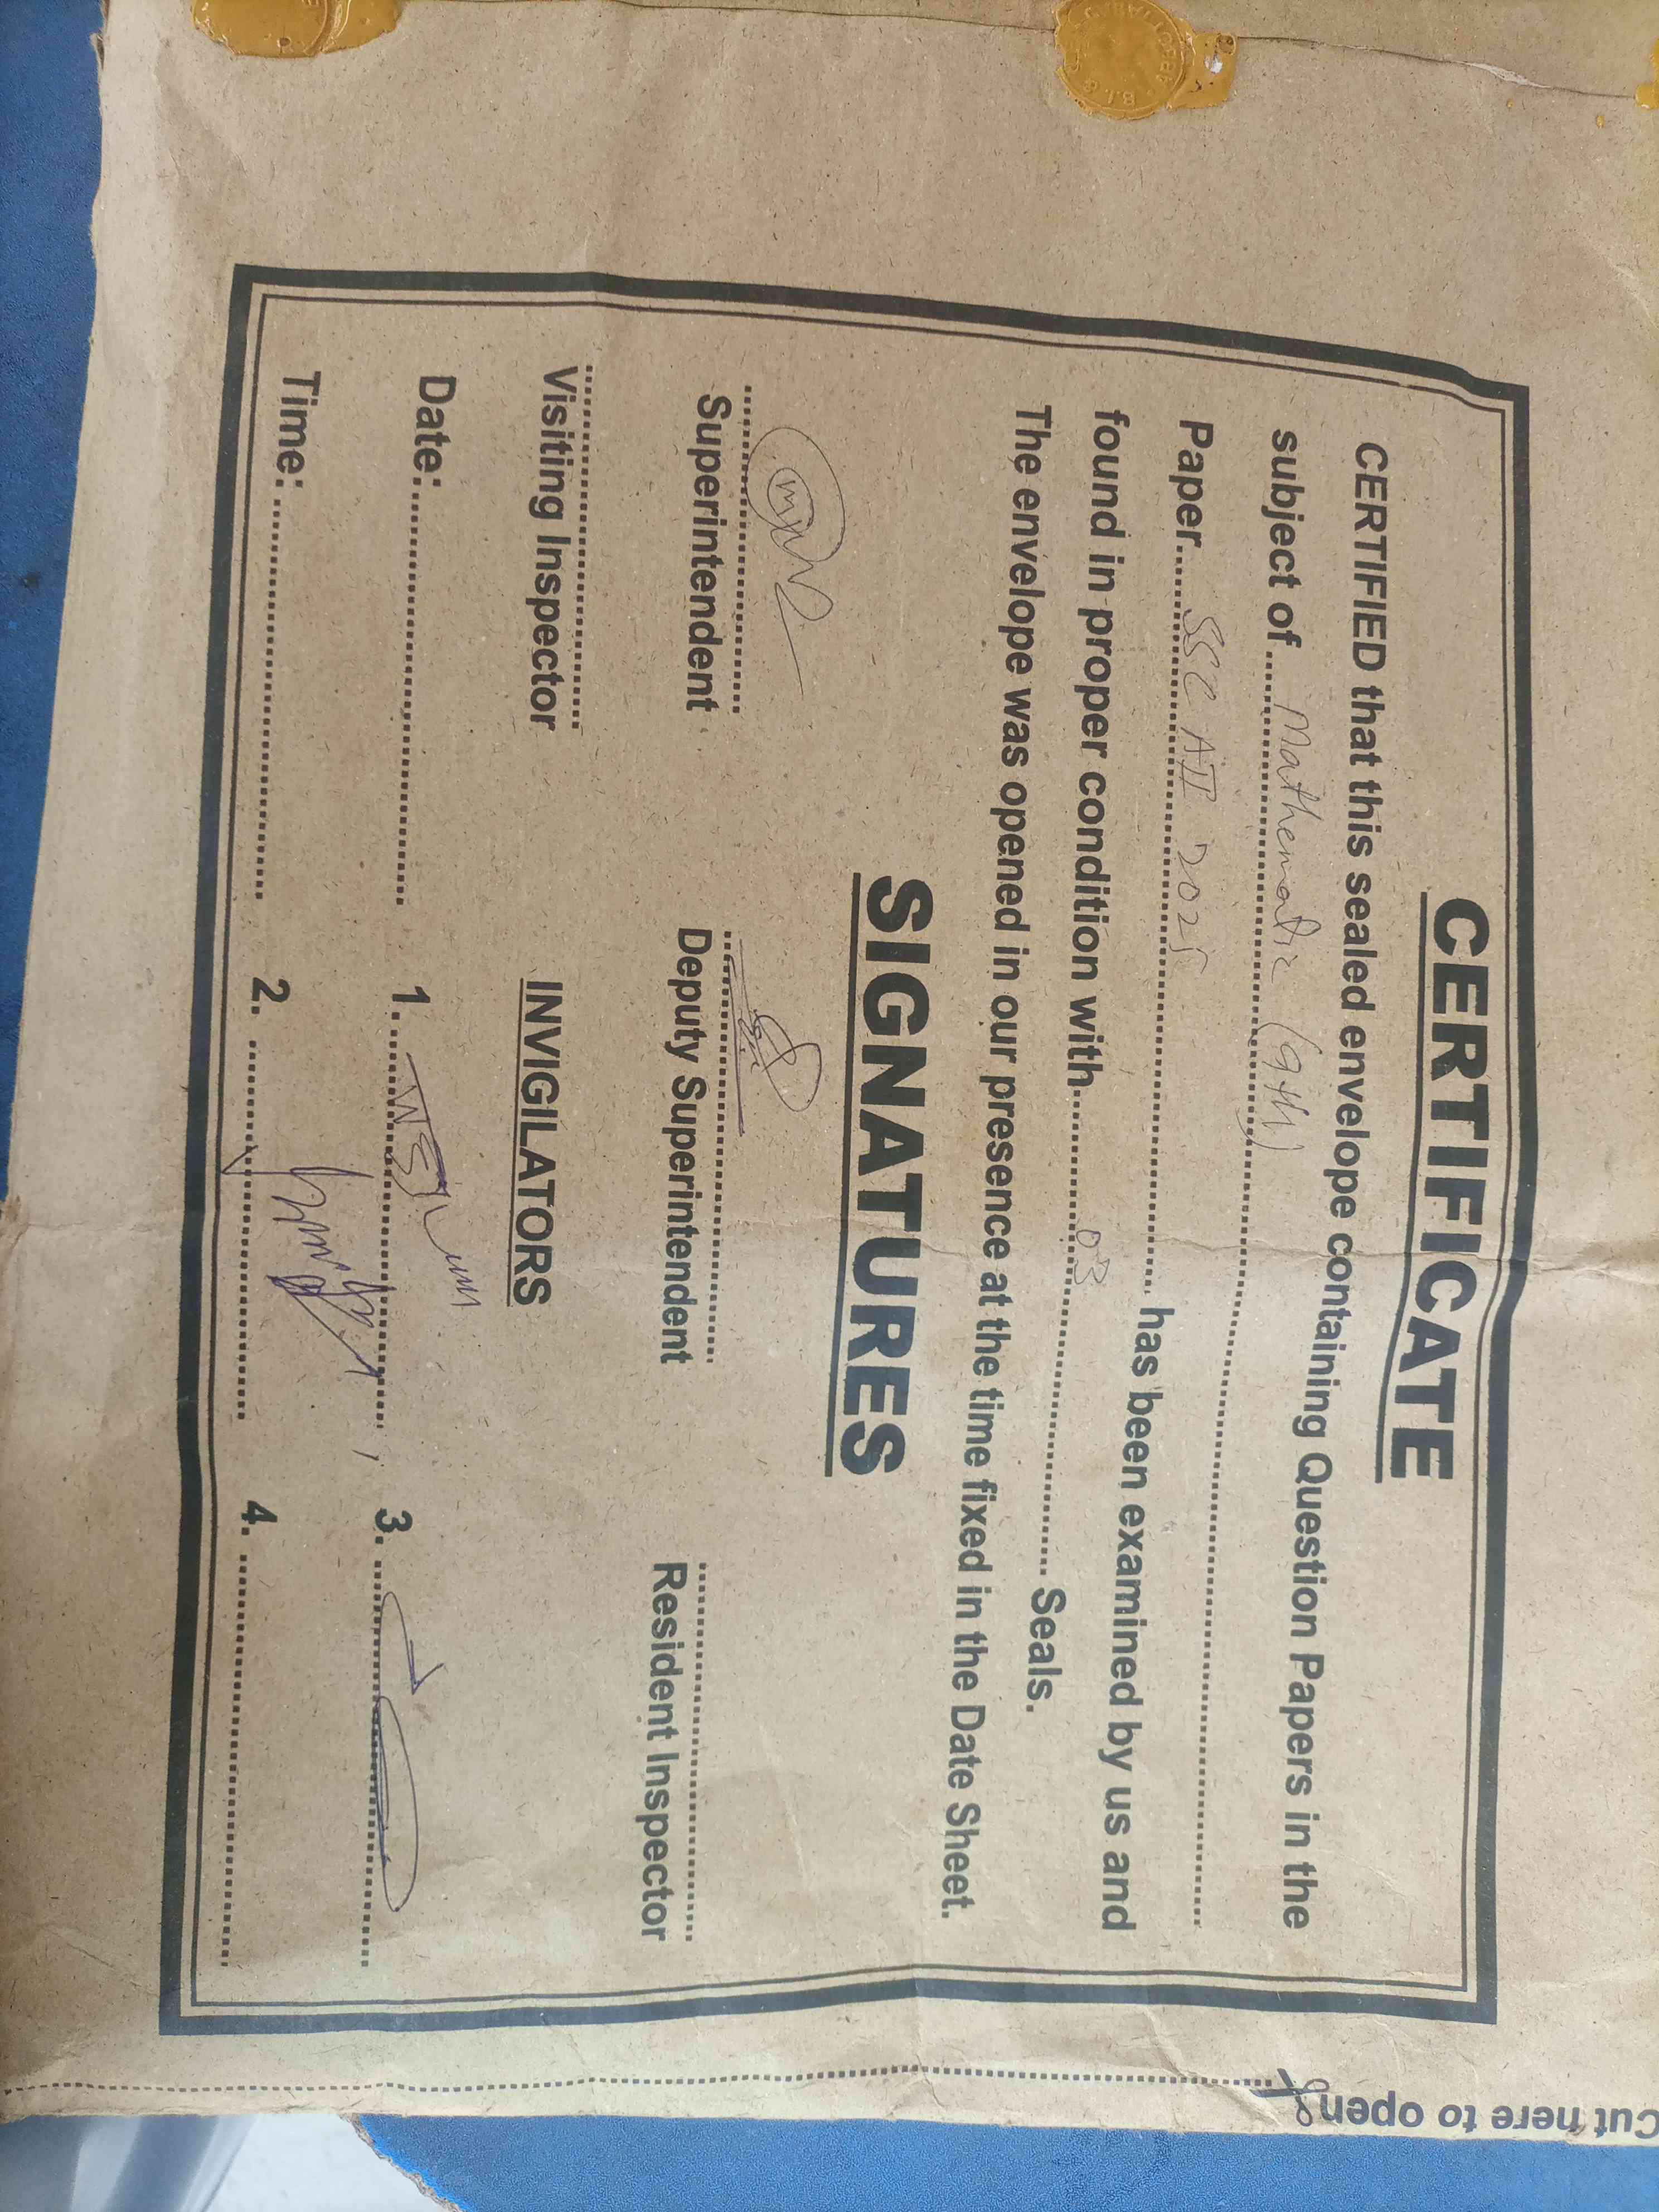 CERTIFICATE
CERTIFIED that this sealed envelope containing Question Papers in the
subject of Mathematics (9th)
Paper SSC AII 2025 has been examined by us and
found in proper condition with 03 Seals.
The envelope was opened in our presence at the time fixed in the Date Sheet.
SIGNATURES
Superintendent Deputy Superintendent Resident Inspector
Visiting Inspector INVIGILATORS
Date: 1. 3.
Time: 2. 4.
Cut here to open